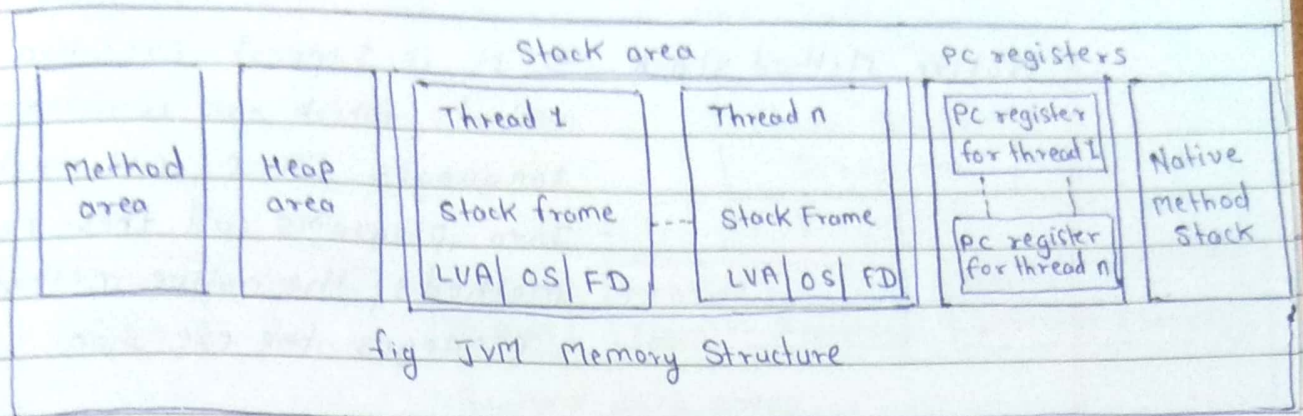 Stack area
PC registers
Method
area
Heap
area
Thread 1
Stack frame
LVA| OS| FD
Thread n
Stack Frame
LVA| OS| FD
PC register
for thread 1
PC register
for thread n
Native
Method
Stack
fig JVM Memory Structure